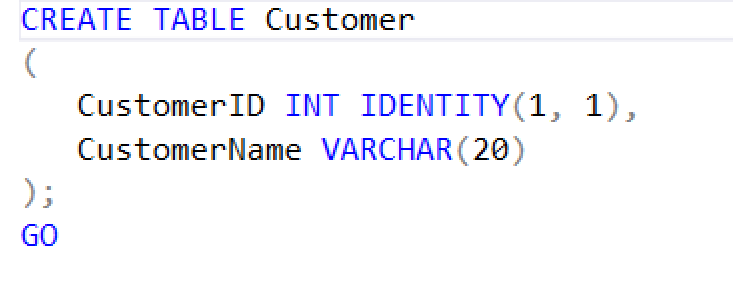 CREATE TABLE Customer
(
   CustomerID INT IDENTITY(1, 1),
   CustomerName VARCHAR(20)
);
GO